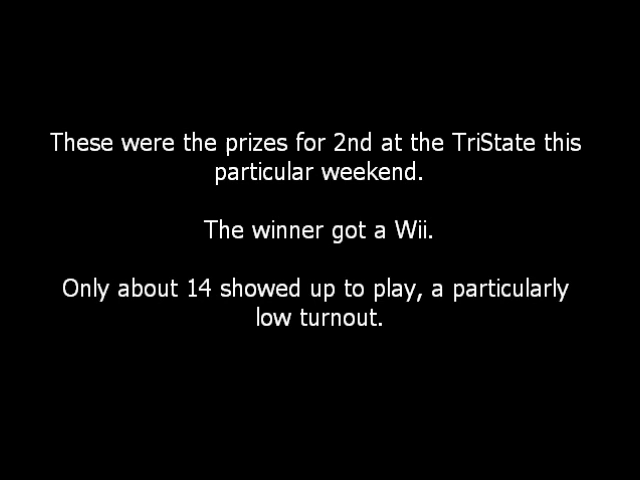 These were the prizes for 2nd at the TriState this
particular weekend.
The winner got a Wii.
Only about 14 showed up to play, a particularly
low turnout.